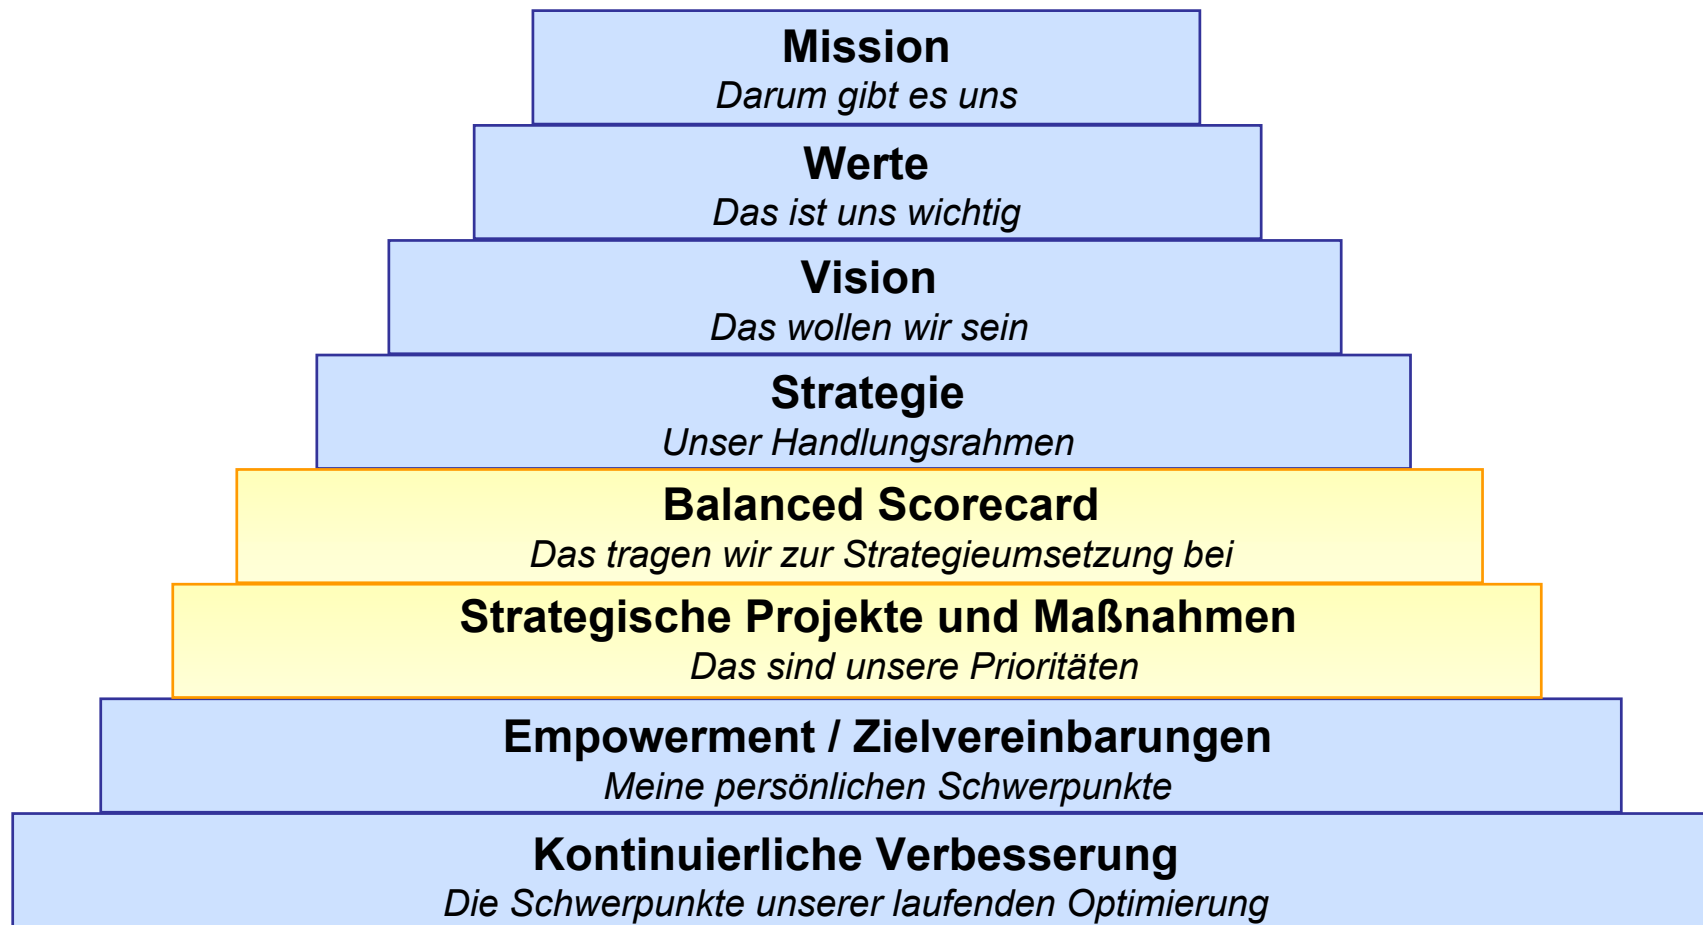 Mission
Darum gibt es uns
Werte
Das ist uns wichtig
Vision
Das wollen wir sein
Strategie
Unser Handlungsrahmen
Balanced Scorecard
Das tragen wir zur Strategieumsetzung bei
Strategische Projekte und Maßnahmen
Das sind unsere Prioritäten
Empowerment / Zielvereinbarungen
Meine persönlichen Schwerpunkte
Kontinuierliche Verbesserung
Die Schwerpunkte unserer laufenden Optimierung